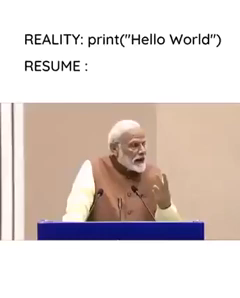 REALITY: print("Hello World")
RESUME :